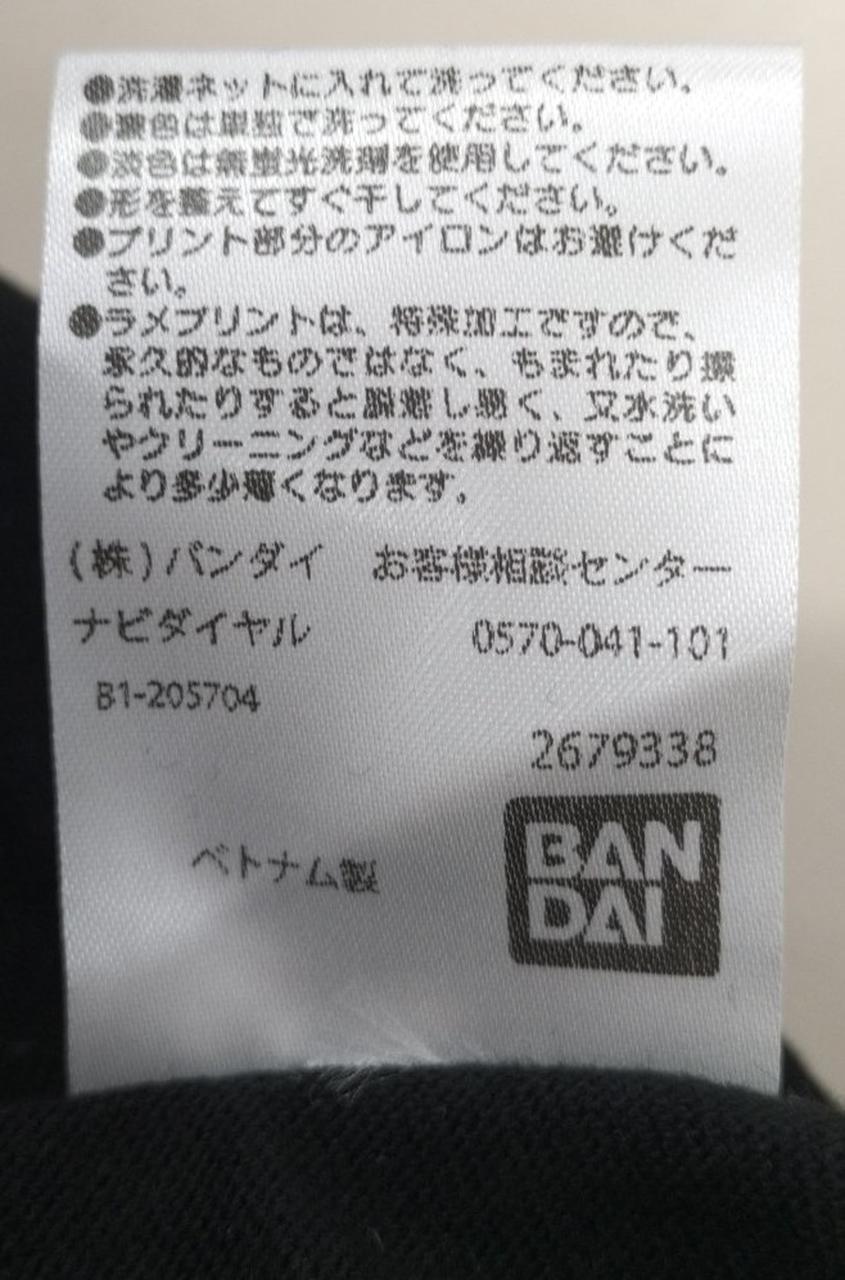 ●洗濯ネットに入れて洗ってください。
●濃色は単独で洗ってください。
●淡色は無蛍光洗剤を使用してください。
●形を整えてすぐ干してください。
●プリント部分のアイロンはお避けくだ
さい。
●ラメプリントは、特殊加工ですので、
永久的なものではなく、もまれたり擦
られたりすると脱落し易く、又水洗い
やクリーニングなどを繰り返すことに
より多少薄くなります。
(株)バンダイ お客様相談センター
ナビダイヤル 0570-041-101
B1-205704
2679338
ベトナム製
BAN
DAI